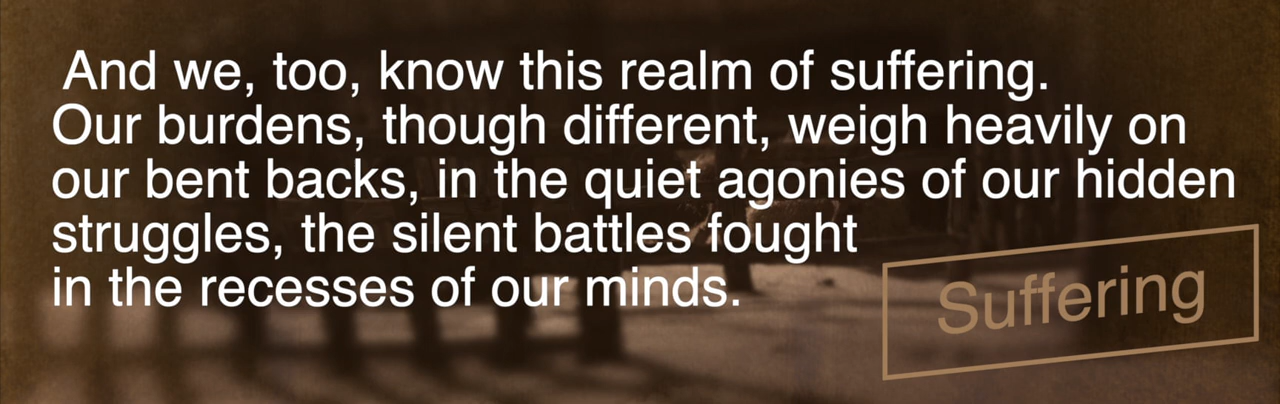 And we, too, know this realm of suffering.
Our burdens, though different, weigh heavily on
our bent backs, in the quiet agonies of our hidden
struggles, the silent battles fought
in the recesses of our minds.
Suffering